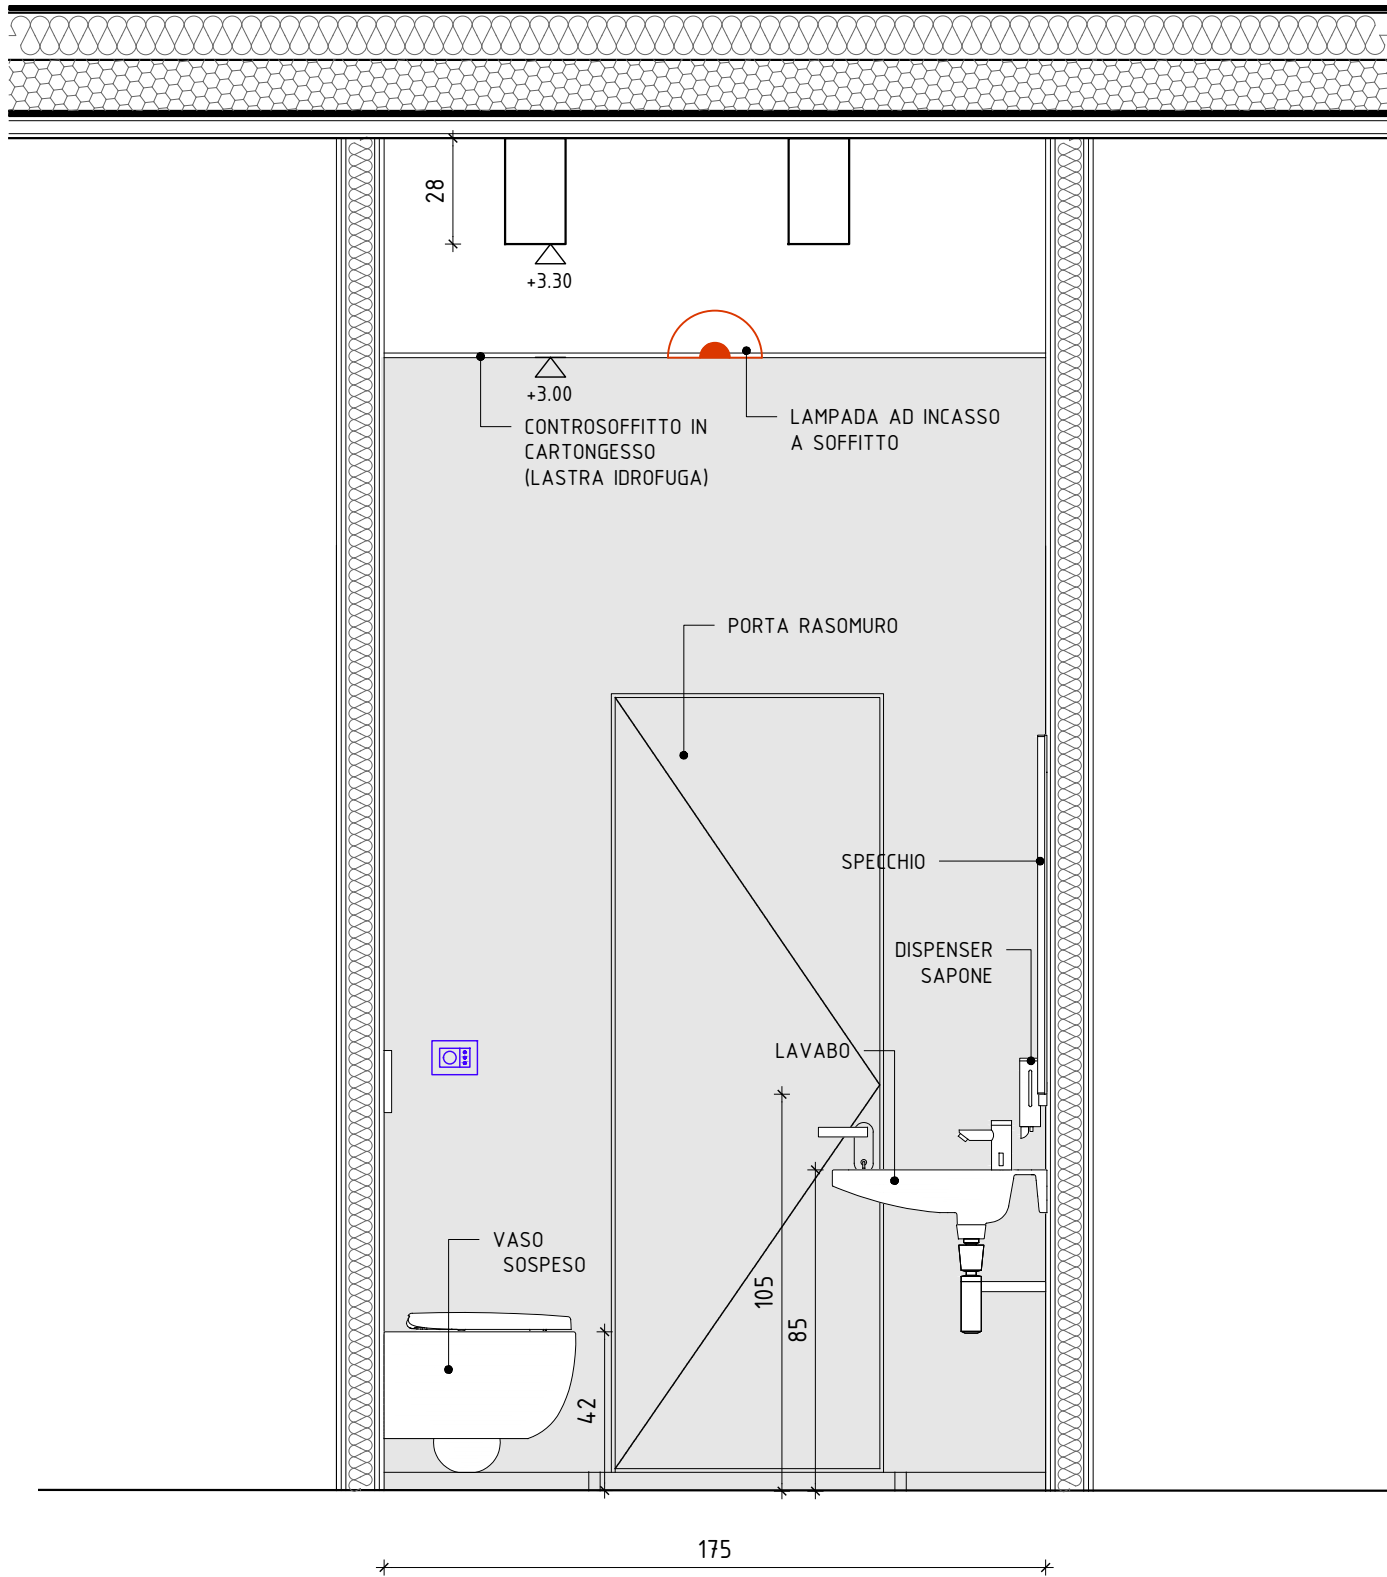 28
+3.30
+3.00
CONTROSOFFITTO IN
CARTONGESSO
(LASTRA IDROFUGA)
LAMPADA AD INCASSO
A SOFFITTO
PORTA RASOMURO
SPECCHIO
DISPENSER
SAPONE
LAVABO
VASO
SOSPESO
105
85
42
175